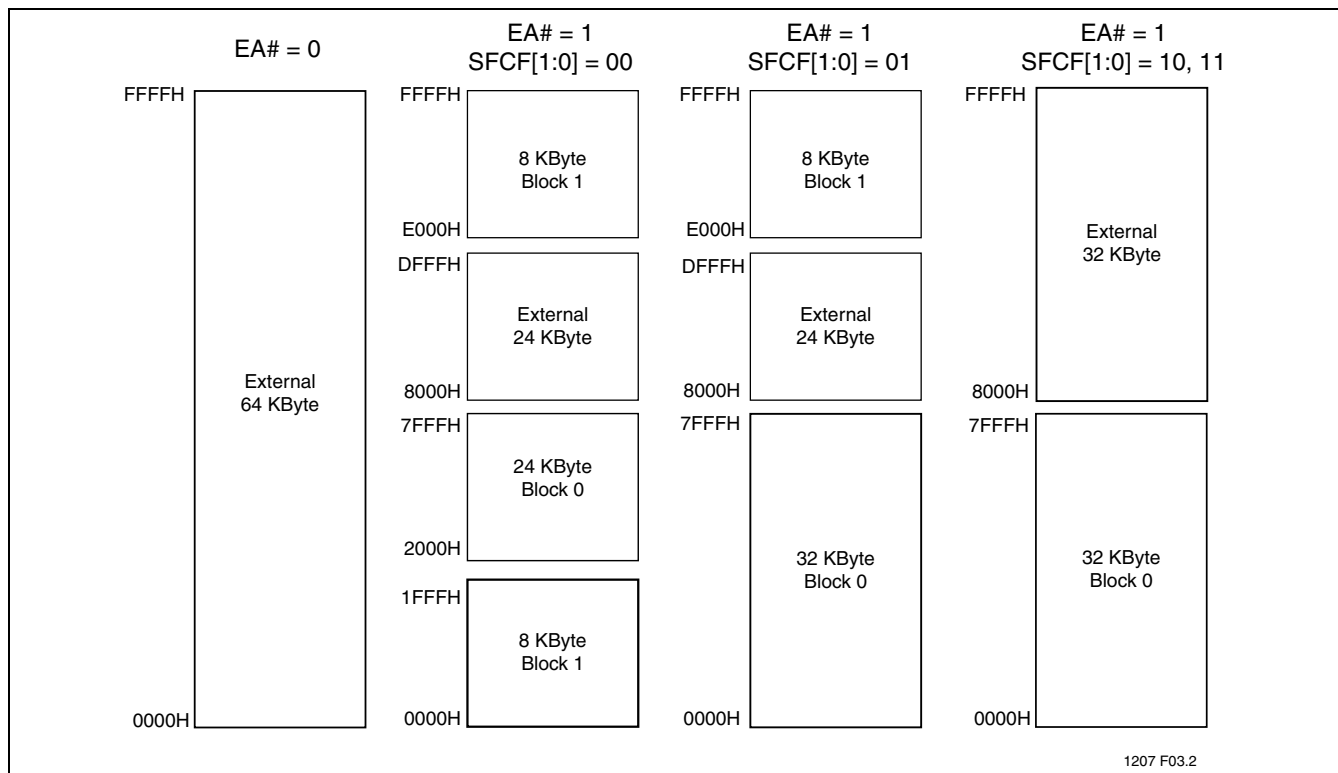 EA# = 0
FFFFH
External
64 KByte
0000H
EA# = 1
SFCF[1:0] = 00
FFFFH
8 KByte
Block 1
E000H
DFFFH
External
24 KByte
8000H
7FFFH
24 KByte
Block 0
2000H
1FFFH
8 KByte
Block 1
0000H
EA# = 1
SFCF[1:0] = 01
FFFFH
8 KByte
Block 1
E000H
DFFFH
External
24 KByte
8000H
7FFFH
32 KByte
Block 0
0000H
EA# = 1
SFCF[1:0] = 10, 11
FFFFH
External
32 KByte
8000H
7FFFH
32 KByte
Block 0
0000H
1207 F03.2